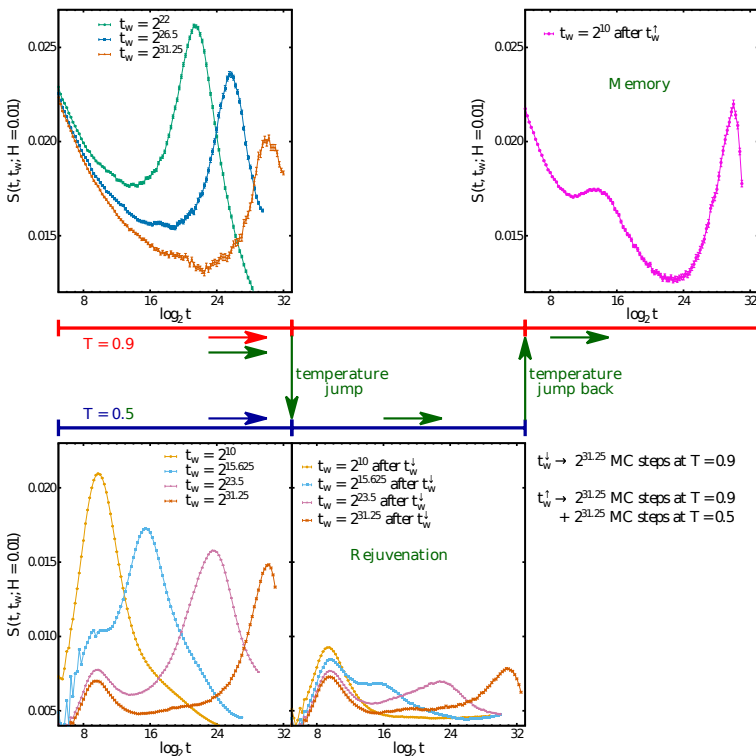 t_w = 2^22
t_w = 2^26.5
t_w = 2^31.25
0.025
0.020
0.015
S(t, t_w; H = 0.01)
8 16 24 32
log₂ t
t_w = 2^10 after t_w^↑
Memory
0.025
0.020
0.015
S(t, t_w; H = 0.01)
8 16 24 32
log₂ t
T = 0.9
temperature
jump
temperature
jump back
T = 0.5
t_w = 2^10
t_w = 2^15.625
t_w = 2^23.5
t_w = 2^31.25
0.020
0.015
0.010
0.005
S(t, t_w; H = 0.01)
8 16 24 32
log₂ t
t_w = 2^10 after t_w^↓
t_w = 2^15.625 after t_w^↓
t_w = 2^23.5 after t_w^↓
t_w = 2^31.25 after t_w^↓
Rejuvenation
8 16 24 32
log₂ t
t_w^↓ → 2^31.25 MC steps at T = 0.9
t_w^↑ → 2^31.25 MC steps at T = 0.9
+ 2^31.25 MC steps at T = 0.5